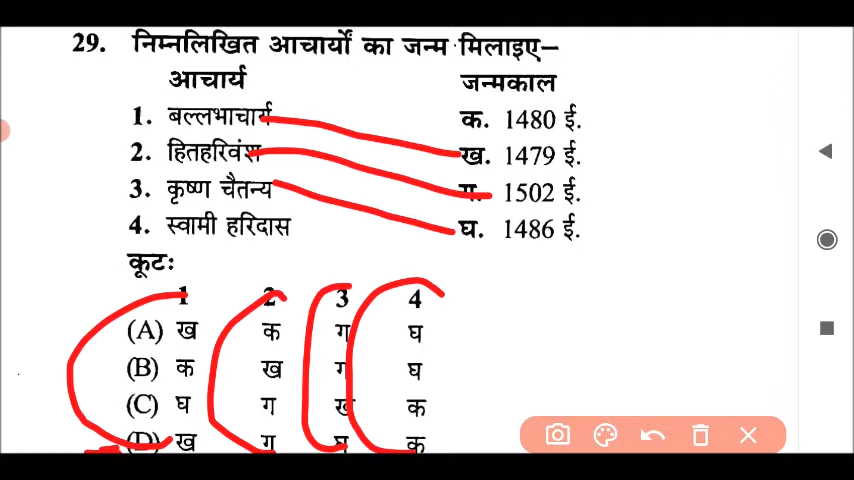 29. निम्नलिखित आचार्यों का जन्म मिलाइए–
आचार्य जन्मकाल
1. बल्लभाचार्य क. 1480 ई.
2. हितहरिवंश ख. 1479 ई.
3. कृष्ण चैतन्य ग. 1502 ई.
4. स्वामी हरिदास घ. 1486 ई.
कूटः
1 2 3 4
(A) ख क ग घ
(B) क ख ग घ
(C) घ ग ख क
(D) ख ग घ क